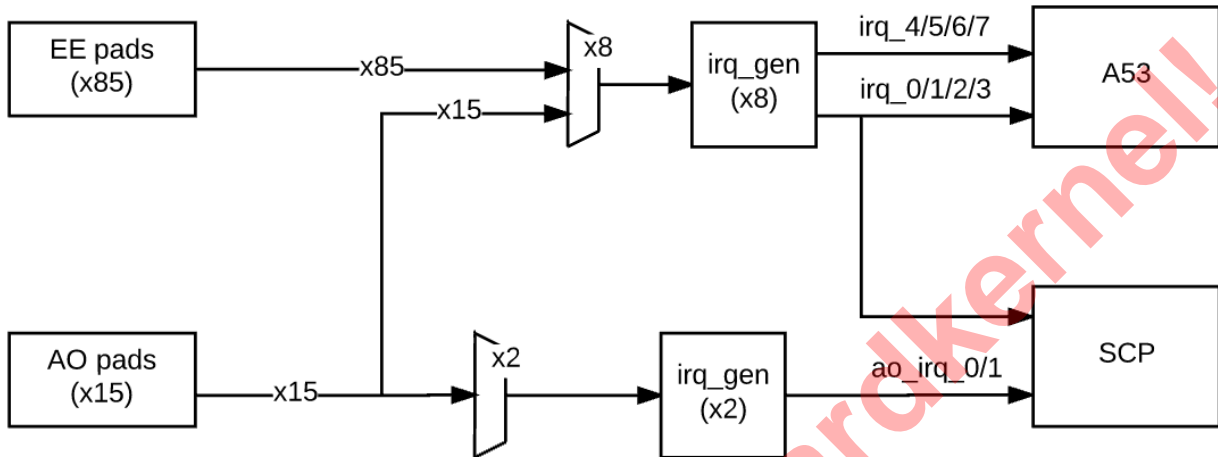 EE pads
(x85)
x85
x15
x8
irq_gen
(x8)
irq_4/5/6/7
irq_0/1/2/3
A53
AO pads
(x15)
x15
x2
irq_gen
(x2)
ao_irq_0/1
SCP
rdkernel!